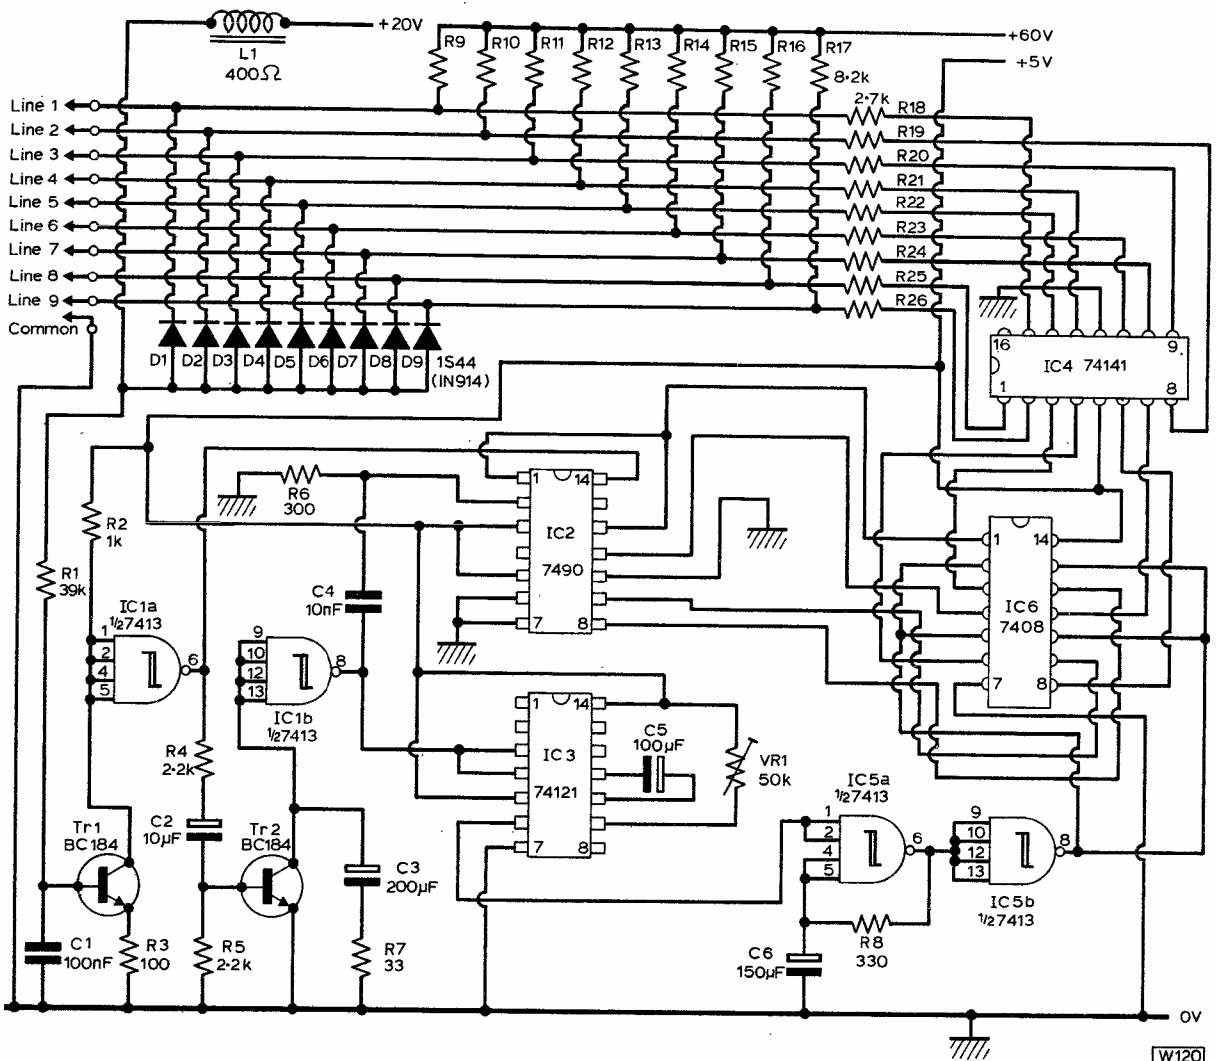 +20V
L1
400Ω
R9 R10 R11 R12 R13 R14 R15 R16 R17
8·2k
+60V
+5V
Line 1
Line 2
Line 3
Line 4
Line 5
Line 6
Line 7
Line 8
Line 9
Common
2·7k
R18
R19
R20
R21
R22
R23
R24
R25
R26
D1 D2 D3 D4 D5 D6 D7 D8 D9
1S44
(IN914)
16 9
IC4 74141
1 8
R2
1k
R1
39k
R6
300
1 14
IC2
7490
7 8
C4
10nF
IC1a
½7413
1
2
4
5
6
9
10
12
13
8
IC1b
½7413
1 14
IC6
7408
7 8
1 14
IC3
74121
7 8
C5
100µF
VR1
50k
R4
2·2k
C2
10µF
Tr1
BC184
Tr2
BC184
C3
200µF
IC5a
½7413
1
2
4
5
6
9
10
12
13
8
IC5b
½7413
C1
100nF
R3
100
R5
2·2k
R7
33
R8
330
C6
150µF
0V
W120